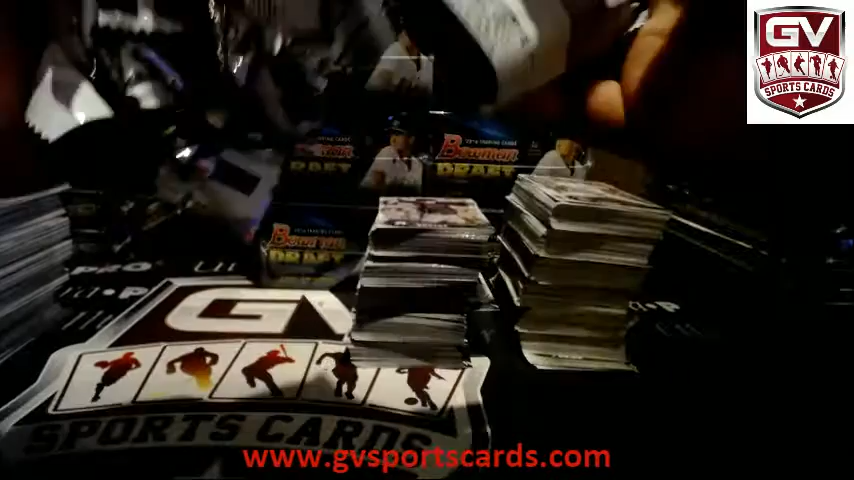 GV
SPORTS CARDS
Bowman
DRAFT
Bowman
DRAFT
Bowman
DRAFT
GV
SPORTS CARDS
www.gvsportscards.com